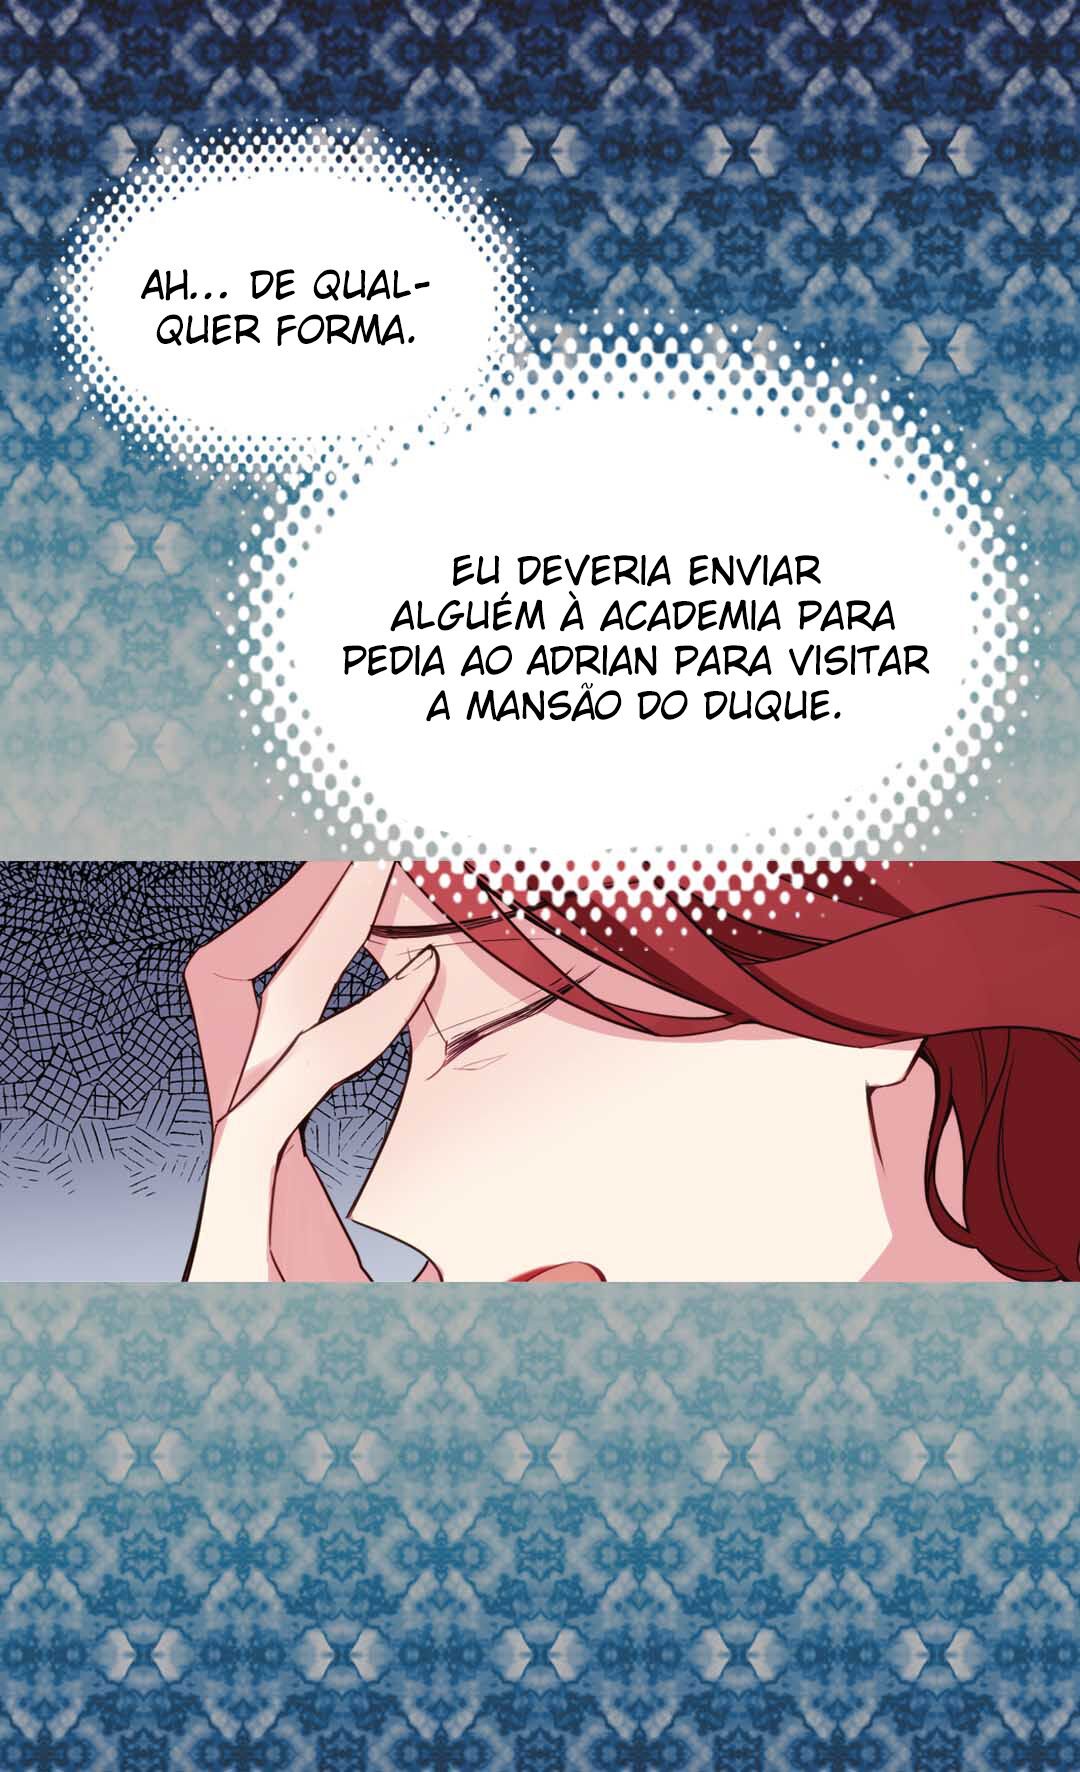 AH... DE QUAL-
QUER FORMA.
EU DEVERIA ENVIAR
ALGUÉM À ACADEMIA PARA
PEDIA AO ADRIAN PARA VISITAR
A MANSÃO DO DUQUE.